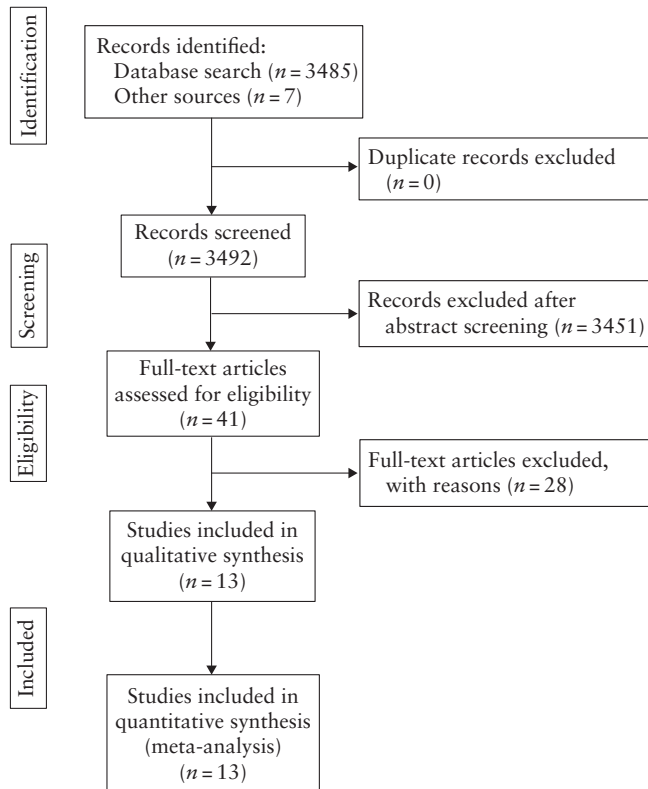 Identification
Records identified:
Database search (n = 3485)
Other sources (n = 7)
Duplicate records excluded
(n = 0)
Records screened
(n = 3492)
Screening
Records excluded after
abstract screening (n = 3451)
Full-text articles
assessed for eligibility
(n = 41)
Eligibility
Full-text articles excluded,
with reasons (n = 28)
Studies included in
qualitative synthesis
(n = 13)
Included
Studies included in
quantitative synthesis
(meta-analysis)
(n = 13)